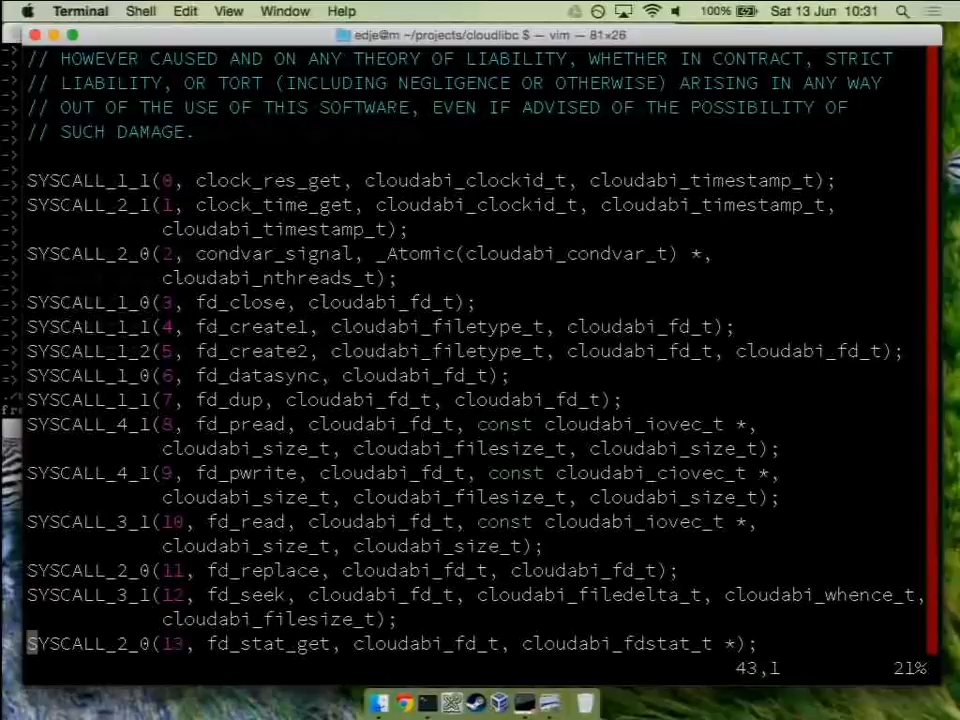 Terminal Shell Edit View Window Help 100% Sat 13 Jun 10:31
edje@m ~/projects/cloudlibc $ — vim — 81×26
// HOWEVER CAUSED AND ON ANY THEORY OF LIABILITY, WHETHER IN CONTRACT, STRICT
// LIABILITY, OR TORT (INCLUDING NEGLIGENCE OR OTHERWISE) ARISING IN ANY WAY
// OUT OF THE USE OF THIS SOFTWARE, EVEN IF ADVISED OF THE POSSIBILITY OF
// SUCH DAMAGE.
SYSCALL_1_1(0, clock_res_get, cloudabi_clockid_t, cloudabi_timestamp_t);
SYSCALL_2_1(1, clock_time_get, cloudabi_clockid_t, cloudabi_timestamp_t,
cloudabi_timestamp_t);
SYSCALL_2_0(2, condvar_signal, _Atomic(cloudabi_condvar_t) *,
cloudabi_nthreads_t);
SYSCALL_1_0(3, fd_close, cloudabi_fd_t);
SYSCALL_1_1(4, fd_create1, cloudabi_filetype_t, cloudabi_fd_t);
SYSCALL_1_2(5, fd_create2, cloudabi_filetype_t, cloudabi_fd_t, cloudabi_fd_t);
SYSCALL_1_0(6, fd_datasync, cloudabi_fd_t);
SYSCALL_1_1(7, fd_dup, cloudabi_fd_t, cloudabi_fd_t);
SYSCALL_4_1(8, fd_pread, cloudabi_fd_t, const cloudabi_iovec_t *,
cloudabi_size_t, cloudabi_filesize_t, cloudabi_size_t);
SYSCALL_4_1(9, fd_pwrite, cloudabi_fd_t, const cloudabi_ciovec_t *,
cloudabi_size_t, cloudabi_filesize_t, cloudabi_size_t);
SYSCALL_3_1(10, fd_read, cloudabi_fd_t, const cloudabi_iovec_t *,
cloudabi_size_t, cloudabi_size_t);
SYSCALL_2_0(11, fd_replace, cloudabi_fd_t, cloudabi_fd_t);
SYSCALL_3_1(12, fd_seek, cloudabi_fd_t, cloudabi_filedelta_t, cloudabi_whence_t,
cloudabi_filesize_t);
SYSCALL_2_0(13, fd_stat_get, cloudabi_fd_t, cloudabi_fdstat_t *);
43,1 21%